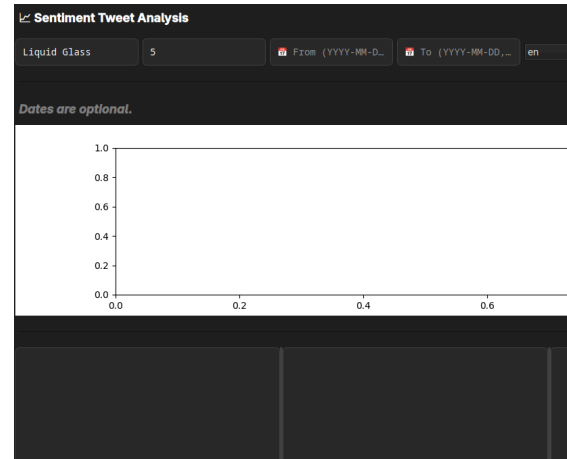 📈 Sentiment Tweet Analysis
Liquid Glass 5 📅 From (YYYY-MM-D… 📅 To (YYYY-MM-DD,… en
Dates are optional.
1.0
0.8
0.6
0.4
0.2
0.0
0.0 0.2 0.4 0.6